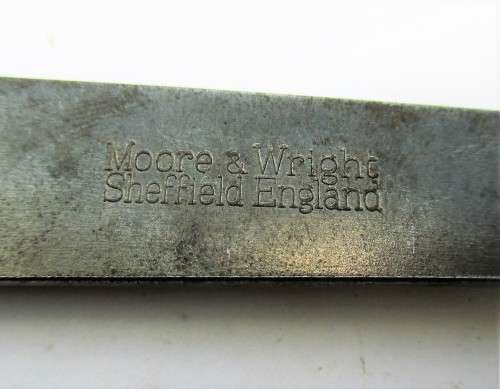 Moore & Wright
Sheffield England